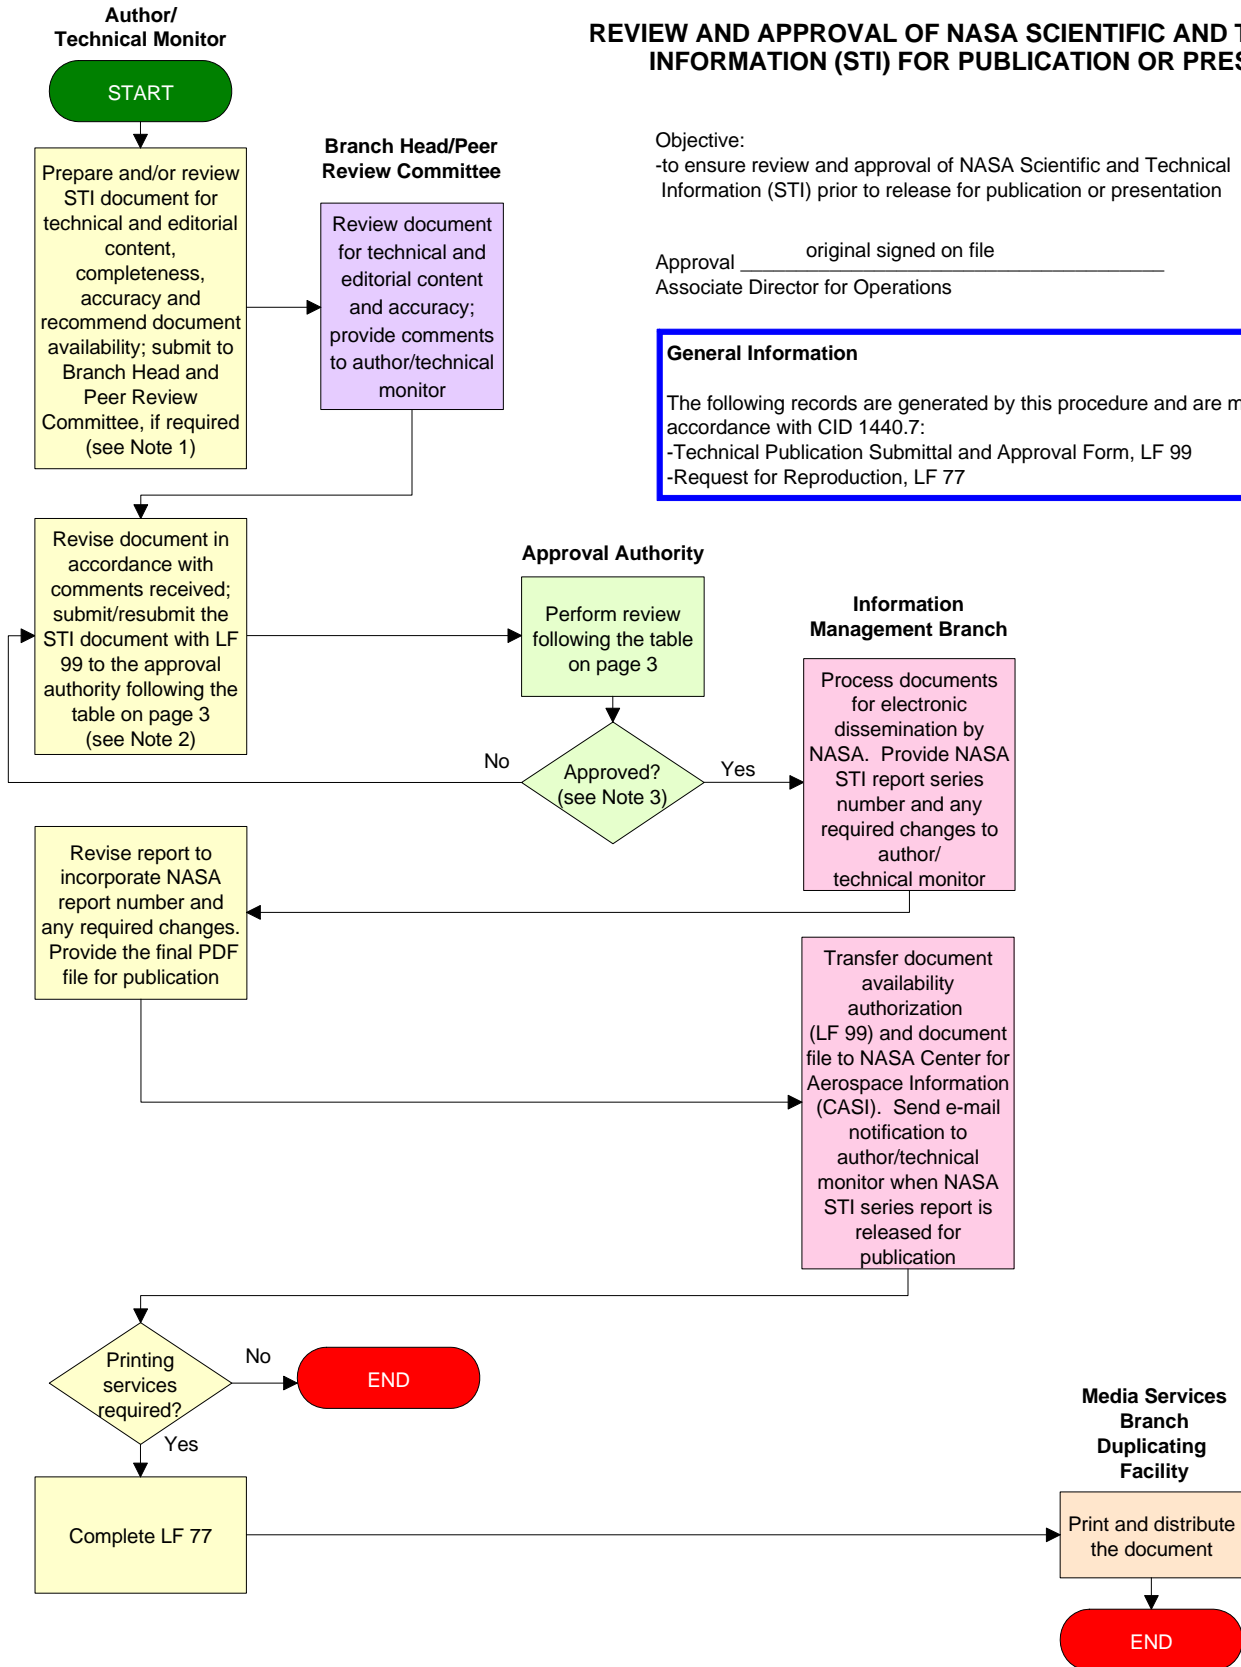 Author/
Technical Monitor
REVIEW AND APPROVAL OF NASA SCIENTIFIC AND
INFORMATION (STI) FOR PUBLICATION OR
START
Objective:
-to ensure review and approval of NASA Scientific and Technical
Information (STI) prior to release for publication or presentation
Approval original signed on file
Associate Director for Operations
General Information
The following records are generated by this procedure and are
accordance with CID 1440.7:
-Technical Publication Submittal and Approval Form, LF 99
-Request for Reproduction, LF 77
Prepare and/or review
STI document for
technical and editorial
content,
completeness,
accuracy and
recommend document
availability; submit to
Branch Head and
Peer Review
Committee, if required
(see Note 1)
Branch Head/Peer
Review Committee
Review document
for technical and
editorial content
and accuracy;
provide comments
to author/technical
monitor
Revise document in
accordance with
comments received;
submit/resubmit the
STI document with LF
99 to the approval
authority following the
table on page 3
(see Note 2)
Approval Authority
Perform review
following the table
on page 3
Approved?
(see Note 3)
No
Yes
Information
Management Branch
Process documents
for electronic
dissemination by
NASA. Provide NASA
STI report series
number and any
required changes to
author/
technical monitor
Revise report to
incorporate NASA
report number and
any required changes.
Provide the final PDF
file for publication
Transfer document
availability
authorization
(LF 99) and document
file to NASA Center for
Aerospace Information
(CASI). Send e-mail
notification to
author/technical
monitor when NASA
STI series report is
released for
publication
Printing
services
required?
No
END
Yes
Complete LF 77
Media Services
Branch
Duplicating
Facility
Print and distribute
the document
END